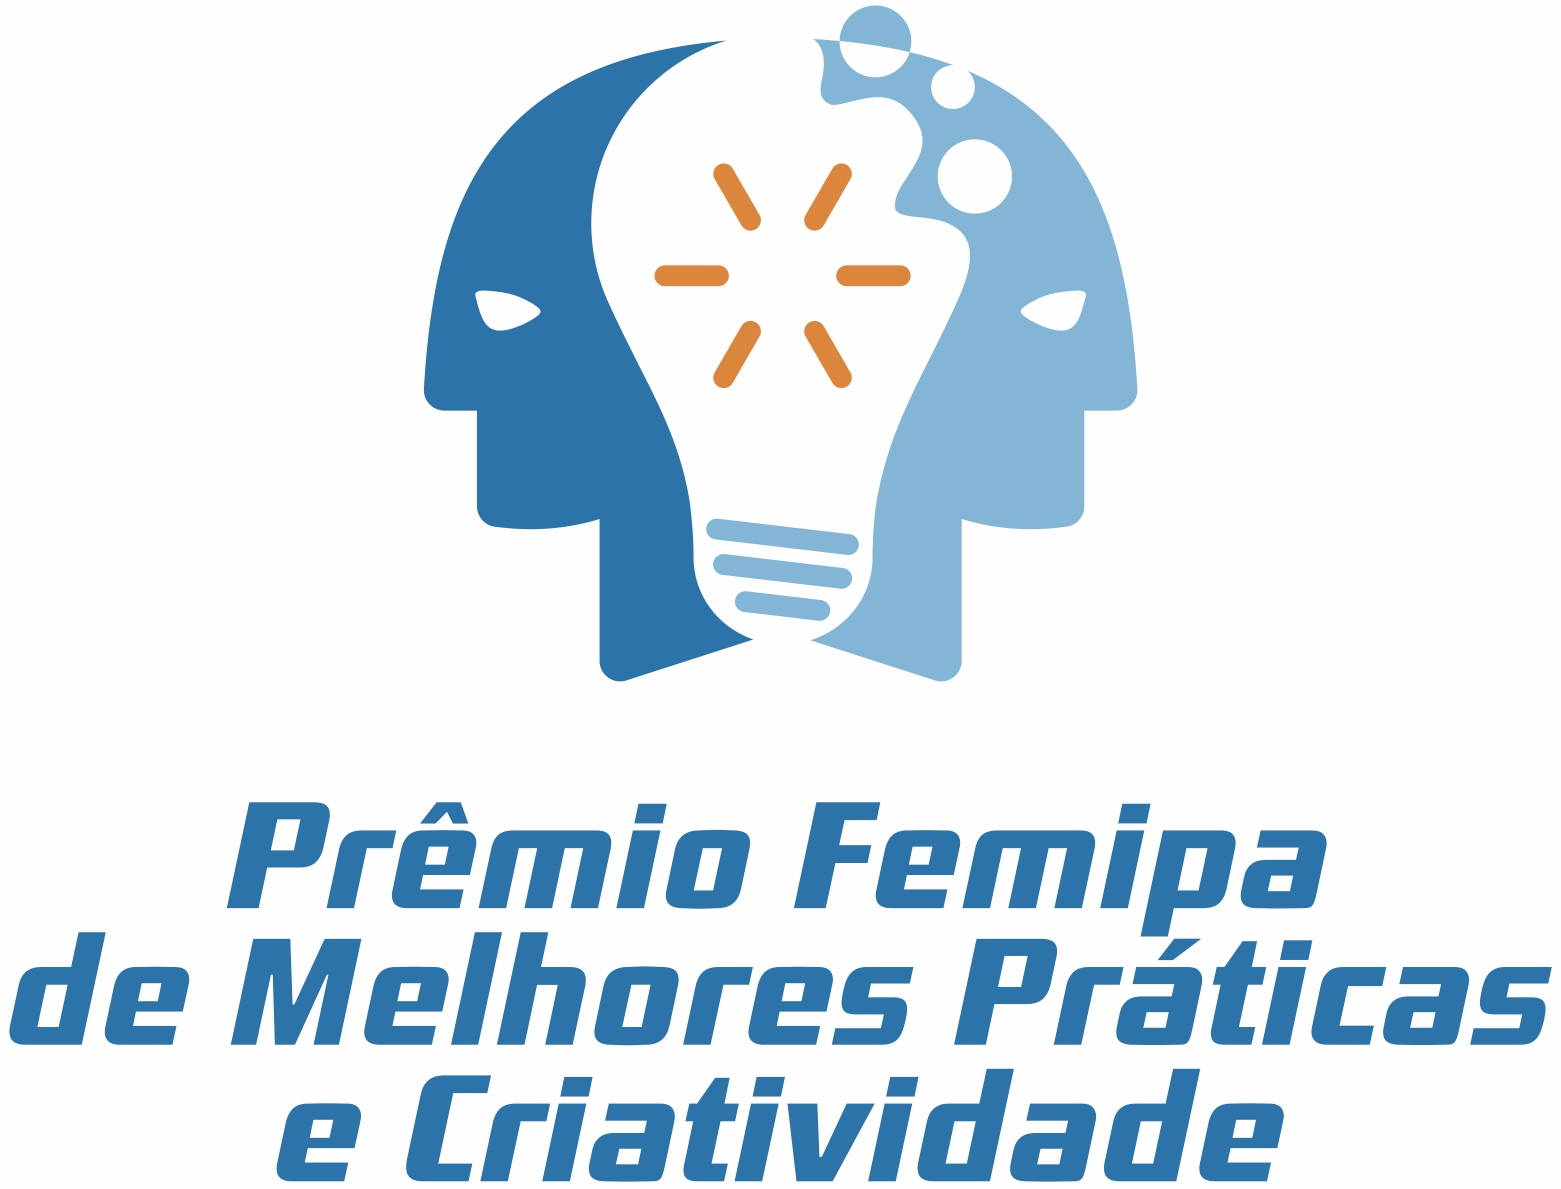 Prêmio Femipa
de Melhores Práticas
e Criatividade